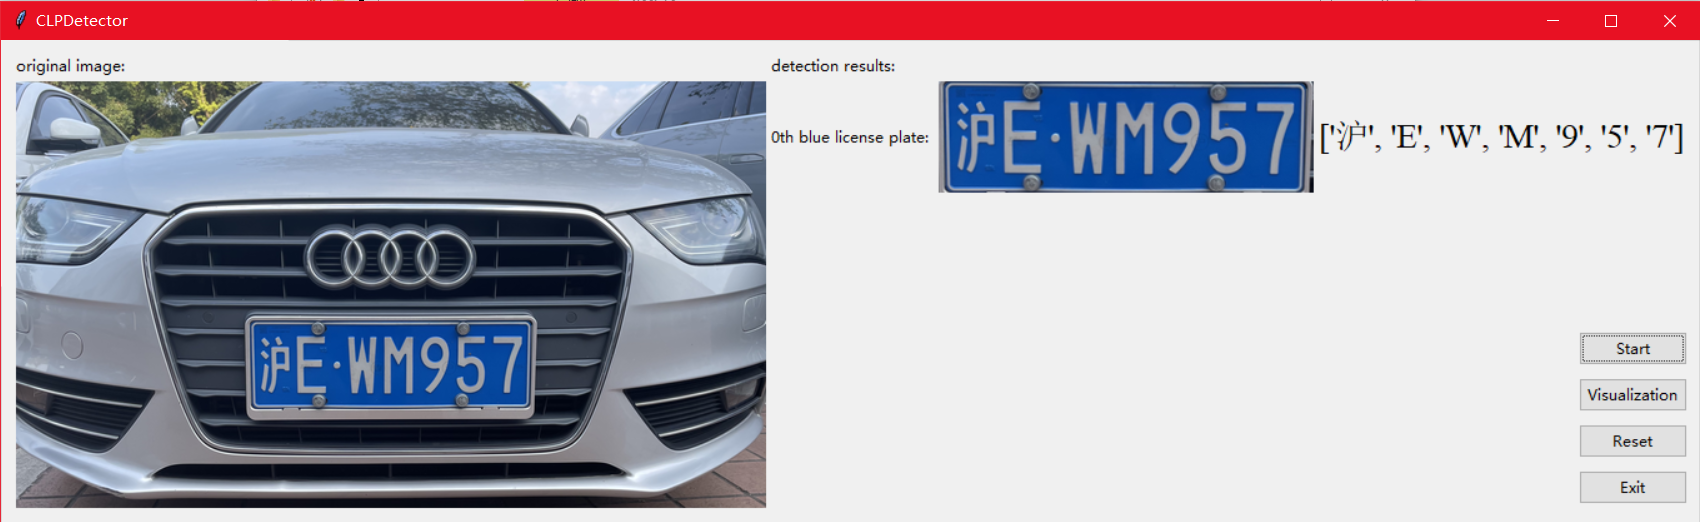 CLPDetector
original image:
沪E·WM957
detection results:
0th blue license plate:
沪E·WM957
['沪', 'E', 'W', 'M', '9', '5', '7']
Start
Visualization
Reset
Exit